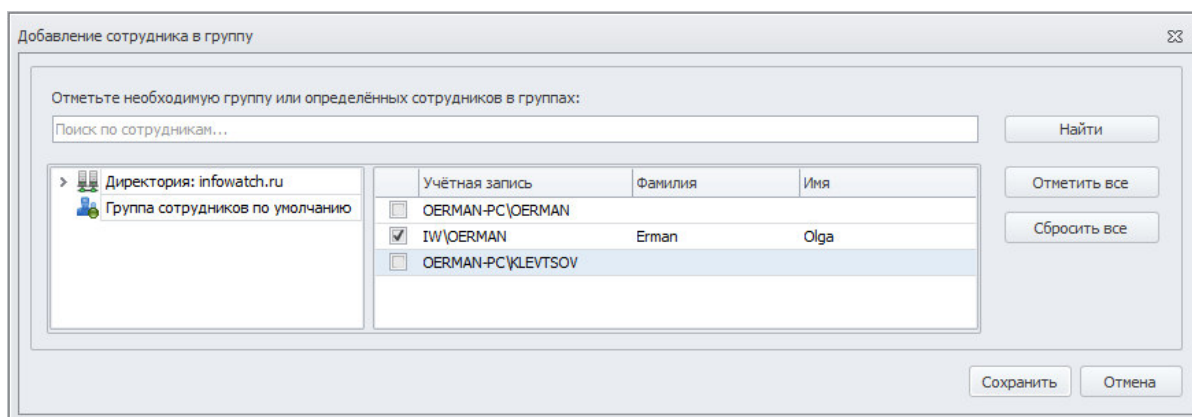 Добавление сотрудника в группу
Отметьте необходимую группу или определённых сотрудников в группах:
Поиск по сотрудникам...
Найти
Директория: infowatch.ru
Группа сотрудников по умолчанию
Учётная запись Фамилия Имя
OERMAN-PC\OERMAN
IW\OERMAN Erman Olga
OERMAN-PC\KLEVTSOV
Отметить все
Сбросить все
Сохранить Отмена